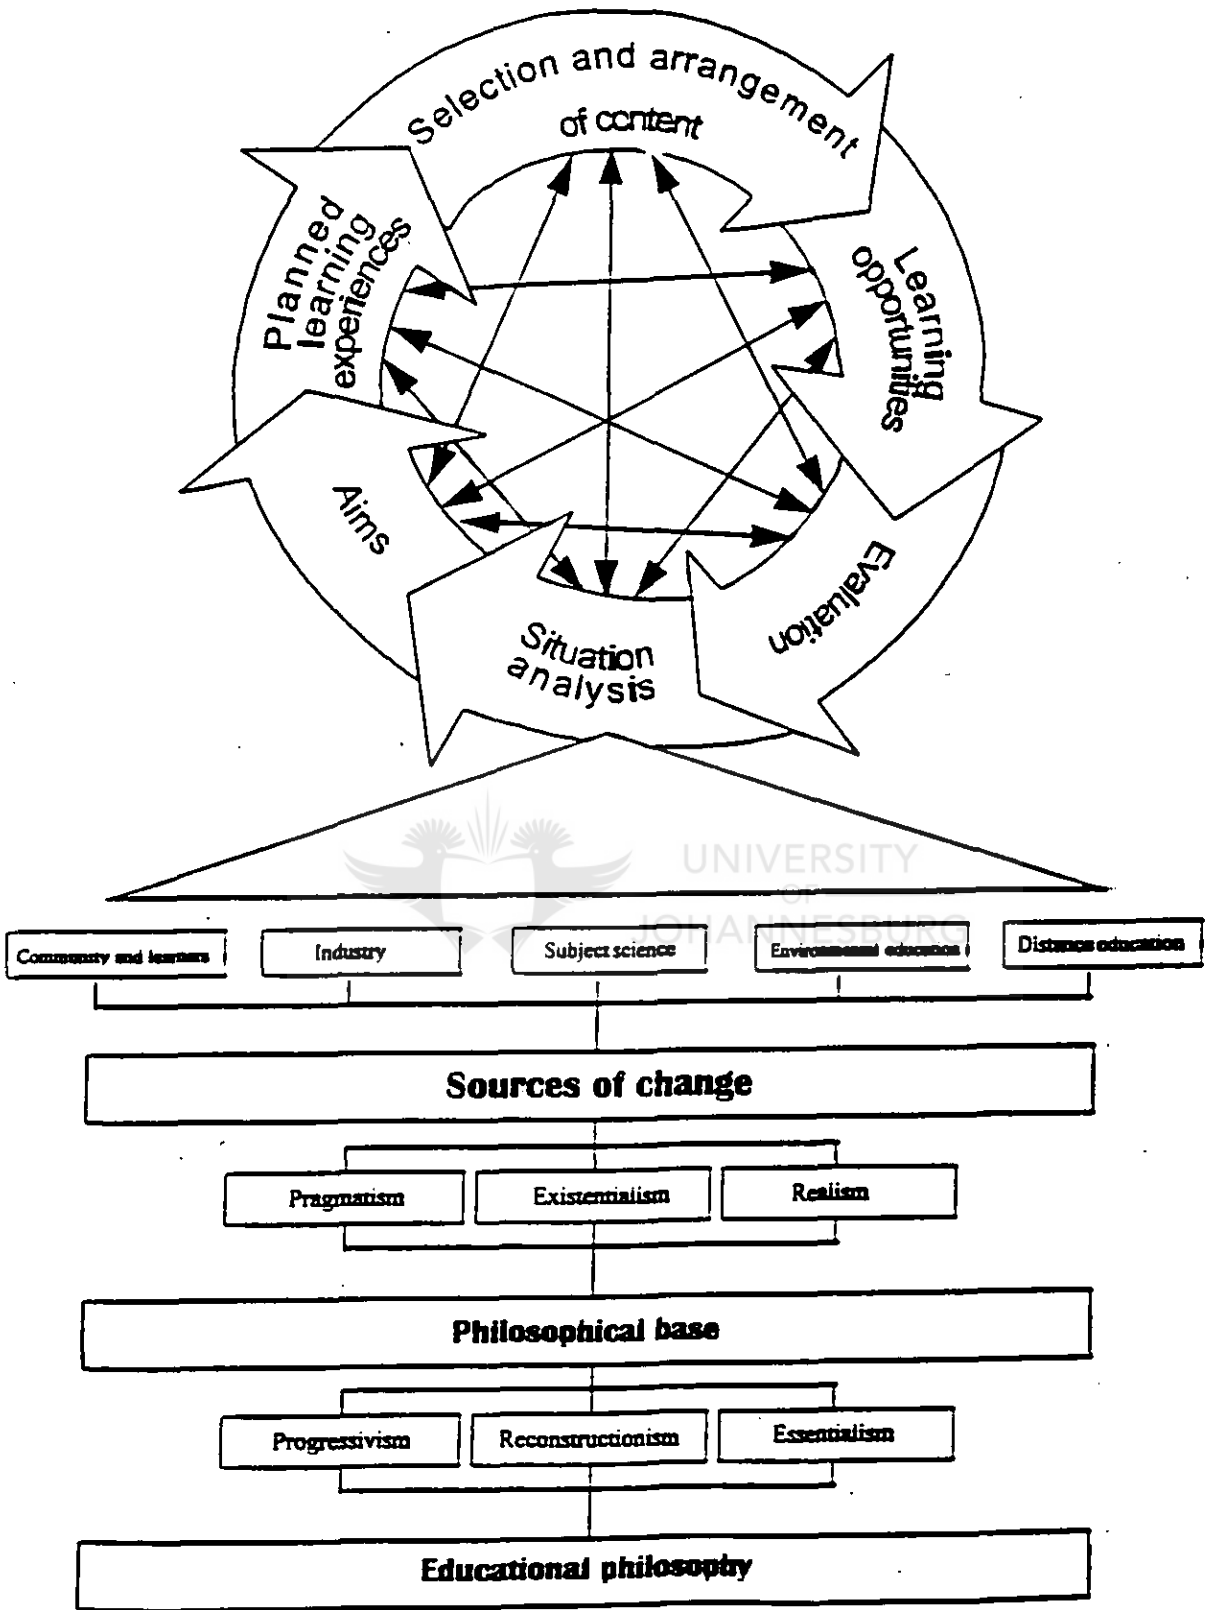 Selection and arrangement
of content
Planned
learning
experiences
Learning
opportunities
Aims
Evaluation
Situation
analysis
UNIVERSITY
OF
JOHANNESBURG
Community and learners
Industry
Subject science
Environmental education
Distance education
Sources of change
Pragmatism
Existentialism
Realism
Philosophical base
Progressivism
Reconstructionism
Essentialism
Educational philosophy